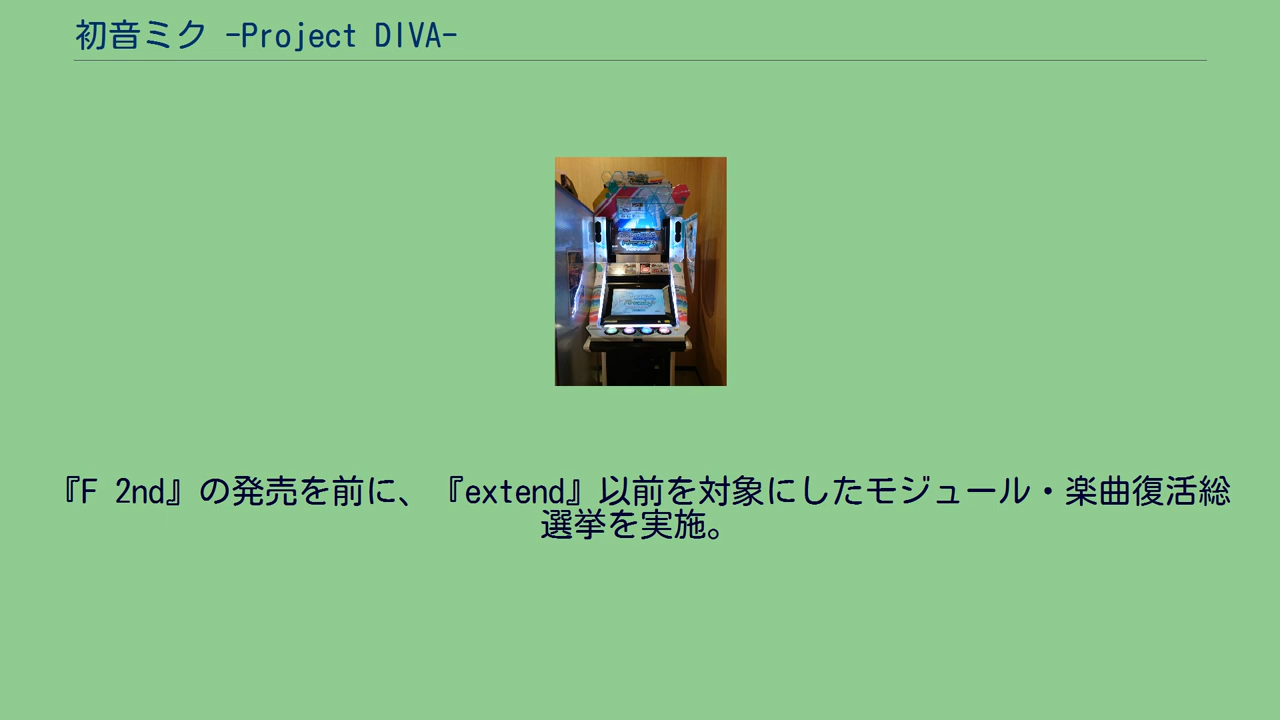 初音ミク -Project DIVA-
『F 2nd』の発売を前に、『extend』以前を対象にしたモジュール・楽曲復活総
選挙を実施。